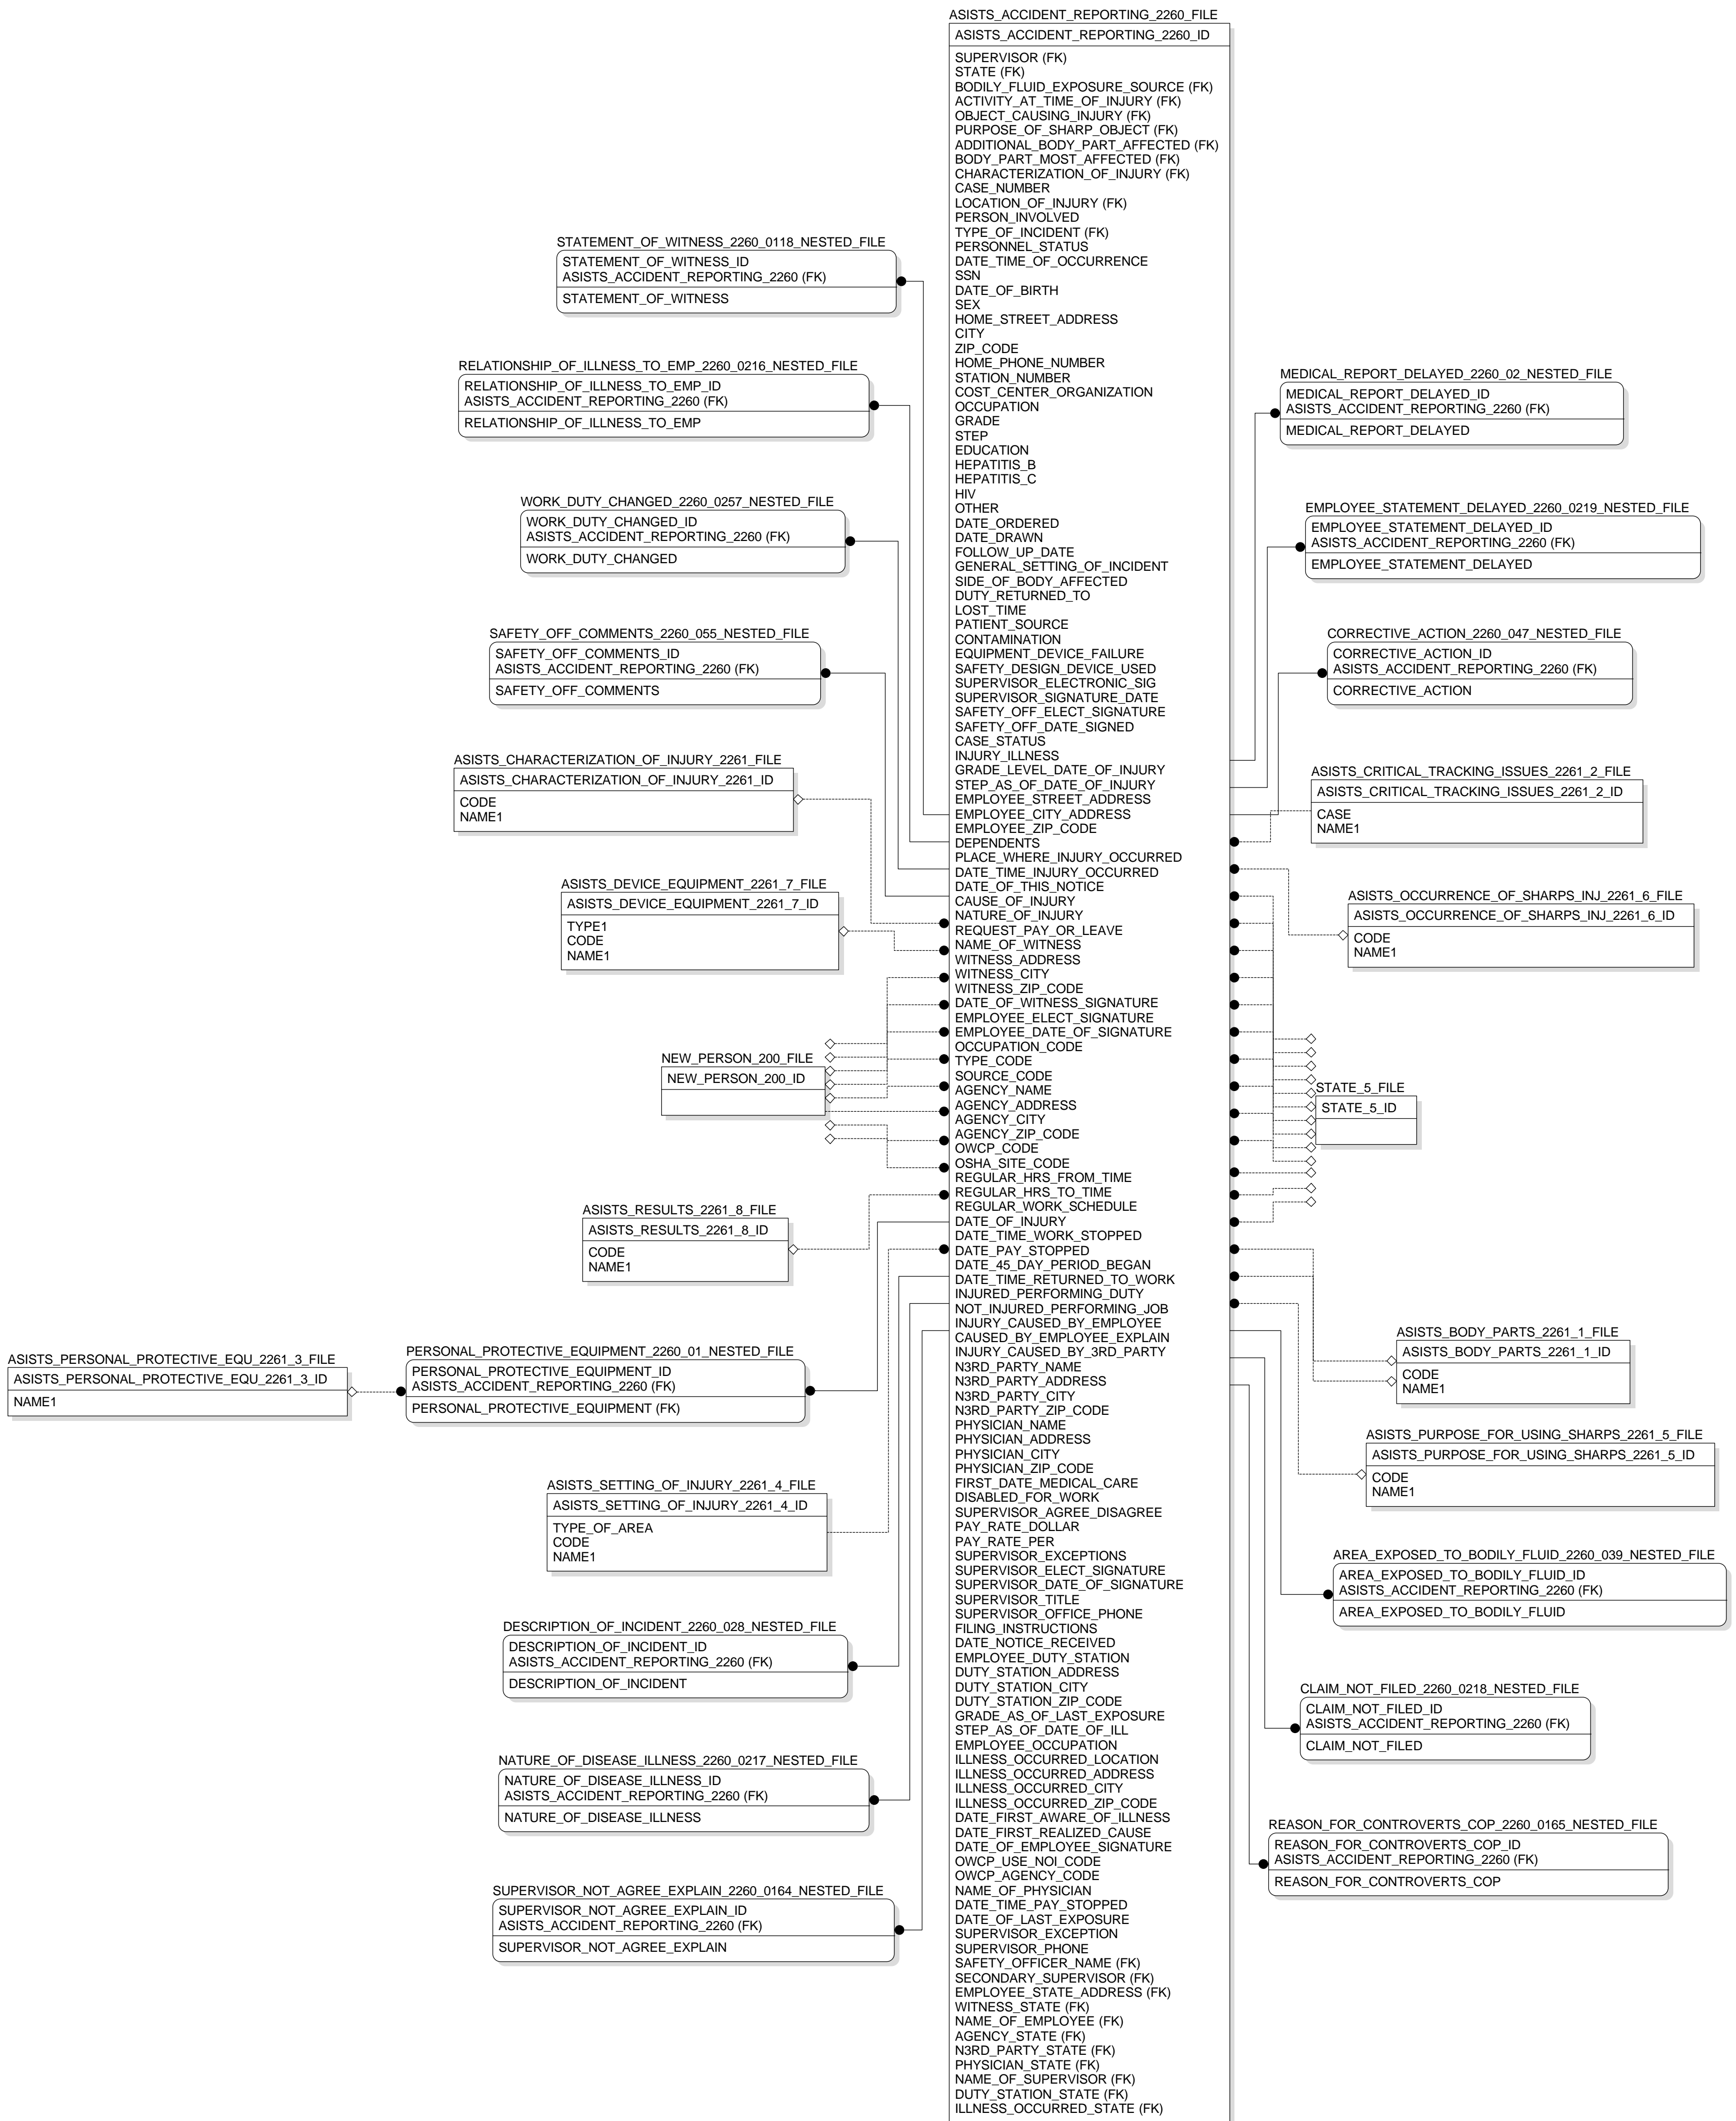 ASISTS_ACCIDENT_REPORTING_2260_FILE
ASISTS_ACCIDENT_REPORTING_2260_ID
SUPERVISOR (FK)
STATE (FK)
BODILY_FLUID_EXPOSURE_SOURCE (FK)
ACTIVITY_AT_TIME_OF_INJURY (FK)
OBJECT_CAUSING_INJURY (FK)
PURPOSE_OF_SHARP_OBJECT (FK)
ADDITIONAL_BODY_PART_AFFECTED (FK)
BODY_PART_MOST_AFFECTED (FK)
CHARACTERIZATION_OF_INJURY (FK)
CASE_NUMBER
LOCATION_OF_INJURY (FK)
PERSON_INVOLVED
TYPE_OF_INCIDENT (FK)
PERSONNEL_STATUS
DATE_TIME_OF_OCCURRENCE
SSN
DATE_OF_BIRTH
SEX
HOME_STREET_ADDRESS
CITY
ZIP_CODE
HOME_PHONE_NUMBER
STATION_NUMBER
COST_CENTER_ORGANIZATION
OCCUPATION
GRADE
STEP
EDUCATION
HEPATITIS_B
HEPATITIS_C
HIV
OTHER
DATE_ORDERED
DATE_DRAWN
FOLLOW_UP_DATE
GENERAL_SETTING_OF_INCIDENT
SIDE_OF_BODY_AFFECTED
DUTY_RETURNED_TO
LOST_TIME
PATIENT_SOURCE
CONTAMINATION
EQUIPMENT_DEVICE_FAILURE
SAFETY_DESIGN_DEVICE_USED
SUPERVISOR_ELECTRONIC_SIG
SUPERVISOR_SIGNATURE_DATE
SAFETY_OFF_ELECT_SIGNATURE
SAFETY_OFF_DATE_SIGNED
CASE_STATUS
INJURY_ILLNESS
GRADE_LEVEL_DATE_OF_INJURY
STEP_AS_OF_DATE_OF_INJURY
EMPLOYEE_STREET_ADDRESS
EMPLOYEE_CITY_ADDRESS
EMPLOYEE_ZIP_CODE
DEPENDENTS
PLACE_WHERE_INJURY_OCCURRED
DATE_TIME_INJURY_OCCURRED
DATE_OF_THIS_NOTICE
CAUSE_OF_INJURY
NATURE_OF_INJURY
REQUEST_PAY_OR_LEAVE
NAME_OF_WITNESS
WITNESS_ADDRESS
WITNESS_CITY
WITNESS_ZIP_CODE
DATE_OF_WITNESS_SIGNATURE
EMPLOYEE_ELECT_SIGNATURE
EMPLOYEE_DATE_OF_SIGNATURE
OCCUPATION_CODE
TYPE_CODE
SOURCE_CODE
AGENCY_NAME
AGENCY_ADDRESS
AGENCY_CITY
AGENCY_ZIP_CODE
OWCP_CODE
OSHA_SITE_CODE
REGULAR_HRS_FROM_TIME
REGULAR_HRS_TO_TIME
REGULAR_WORK_SCHEDULE
DATE_OF_INJURY
DATE_TIME_WORK_STOPPED
DATE_PAY_STOPPED
DATE_45_DAY_PERIOD_BEGAN
DATE_TIME_RETURNED_TO_WORK
INJURED_PERFORMING_DUTY
NOT_INJURED_PERFORMING_JOB
INJURY_CAUSED_BY_EMPLOYEE
CAUSED_BY_EMPLOYEE_EXPLAIN
INJURY_CAUSED_BY_3RD_PARTY
N3RD_PARTY_NAME
N3RD_PARTY_ADDRESS
N3RD_PARTY_CITY
N3RD_PARTY_ZIP_CODE
PHYSICIAN_NAME
PHYSICIAN_ADDRESS
PHYSICIAN_CITY
PHYSICIAN_ZIP_CODE
FIRST_DATE_MEDICAL_CARE
DISABLED_FOR_WORK
SUPERVISOR_AGREE_DISAGREE
PAY_RATE_DOLLAR
PAY_RATE_PER
SUPERVISOR_EXCEPTIONS
SUPERVISOR_ELECT_SIGNATURE
SUPERVISOR_DATE_OF_SIGNATURE
SUPERVISOR_TITLE
SUPERVISOR_OFFICE_PHONE
FILING_INSTRUCTIONS
DATE_NOTICE_RECEIVED
EMPLOYEE_DUTY_STATION
DUTY_STATION_ADDRESS
DUTY_STATION_CITY
DUTY_STATION_ZIP_CODE
GRADE_AS_OF_LAST_EXPOSURE
STEP_AS_OF_DATE_OF_ILL
EMPLOYEE_OCCUPATION
ILLNESS_OCCURRED_LOCATION
ILLNESS_OCCURRED_ADDRESS
ILLNESS_OCCURRED_CITY
ILLNESS_OCCURRED_ZIP_CODE
DATE_FIRST_AWARE_OF_ILLNESS
DATE_FIRST_REALIZED_CAUSE
DATE_OF_EMPLOYEE_SIGNATURE
OWCP_USE_NOI_CODE
OWCP_AGENCY_CODE
NAME_OF_PHYSICIAN
DATE_TIME_PAY_STOPPED
DATE_OF_LAST_EXPOSURE
SUPERVISOR_EXCEPTION
SUPERVISOR_PHONE
SAFETY_OFFICER_NAME (FK)
SECONDARY_SUPERVISOR (FK)
EMPLOYEE_STATE_ADDRESS (FK)
WITNESS_STATE (FK)
NAME_OF_EMPLOYEE (FK)
AGENCY_STATE (FK)
N3RD_PARTY_STATE (FK)
PHYSICIAN_STATE (FK)
NAME_OF_SUPERVISOR (FK)
DUTY_STATION_STATE (FK)
ILLNESS_OCCURRED_STATE (FK)
STATEMENT_OF_WITNESS_2260_0118_NESTED_FILE
STATEMENT_OF_WITNESS_ID
ASISTS_ACCIDENT_REPORTING_2260 (FK)
STATEMENT_OF_WITNESS
RELATIONSHIP_OF_ILLNESS_TO_EMP_2260_0216_NESTED_FILE
RELATIONSHIP_OF_ILLNESS_TO_EMP_ID
ASISTS_ACCIDENT_REPORTING_2260 (FK)
RELATIONSHIP_OF_ILLNESS_TO_EMP
WORK_DUTY_CHANGED_2260_0257_NESTED_FILE
WORK_DUTY_CHANGED_ID
ASISTS_ACCIDENT_REPORTING_2260 (FK)
WORK_DUTY_CHANGED
SAFETY_OFF_COMMENTS_2260_055_NESTED_FILE
SAFETY_OFF_COMMENTS_ID
ASISTS_ACCIDENT_REPORTING_2260 (FK)
SAFETY_OFF_COMMENTS
ASISTS_CHARACTERIZATION_OF_INJURY_2261_FILE
ASISTS_CHARACTERIZATION_OF_INJURY_2261_ID
CODE
NAME1
ASISTS_DEVICE_EQUIPMENT_2261_7_FILE
ASISTS_DEVICE_EQUIPMENT_2261_7_ID
TYPE1
CODE
NAME1
NEW_PERSON_200_FILE
NEW_PERSON_200_ID
ASISTS_RESULTS_2261_8_FILE
ASISTS_RESULTS_2261_8_ID
CODE
NAME1
ASISTS_PERSONAL_PROTECTIVE_EQU_2261_3_FILE
ASISTS_PERSONAL_PROTECTIVE_EQU_2261_3_ID
NAME1
PERSONAL_PROTECTIVE_EQUIPMENT_2260_01_NESTED_FILE
PERSONAL_PROTECTIVE_EQUIPMENT_ID
ASISTS_ACCIDENT_REPORTING_2260 (FK)
PERSONAL_PROTECTIVE_EQUIPMENT (FK)
ASISTS_SETTING_OF_INJURY_2261_4_FILE
ASISTS_SETTING_OF_INJURY_2261_4_ID
TYPE_OF_AREA
CODE
NAME1
DESCRIPTION_OF_INCIDENT_2260_028_NESTED_FILE
DESCRIPTION_OF_INCIDENT_ID
ASISTS_ACCIDENT_REPORTING_2260 (FK)
DESCRIPTION_OF_INCIDENT
NATURE_OF_DISEASE_ILLNESS_2260_0217_NESTED_FILE
NATURE_OF_DISEASE_ILLNESS_ID
ASISTS_ACCIDENT_REPORTING_2260 (FK)
NATURE_OF_DISEASE_ILLNESS
SUPERVISOR_NOT_AGREE_EXPLAIN_2260_0164_NESTED_FILE
SUPERVISOR_NOT_AGREE_EXPLAIN_ID
ASISTS_ACCIDENT_REPORTING_2260 (FK)
SUPERVISOR_NOT_AGREE_EXPLAIN
MEDICAL_REPORT_DELAYED_2260_02_NESTED_FILE
MEDICAL_REPORT_DELAYED_ID
ASISTS_ACCIDENT_REPORTING_2260 (FK)
MEDICAL_REPORT_DELAYED
EMPLOYEE_STATEMENT_DELAYED_2260_0219_NESTED_FILE
EMPLOYEE_STATEMENT_DELAYED_ID
ASISTS_ACCIDENT_REPORTING_2260 (FK)
EMPLOYEE_STATEMENT_DELAYED
CORRECTIVE_ACTION_2260_047_NESTED_FILE
CORRECTIVE_ACTION_ID
ASISTS_ACCIDENT_REPORTING_2260 (FK)
CORRECTIVE_ACTION
ASISTS_CRITICAL_TRACKING_ISSUES_2261_2_FILE
ASISTS_CRITICAL_TRACKING_ISSUES_2261_2_ID
CASE
NAME1
ASISTS_OCCURRENCE_OF_SHARPS_INJ_2261_6_FILE
ASISTS_OCCURRENCE_OF_SHARPS_INJ_2261_6_ID
CODE
NAME1
STATE_5_FILE
STATE_5_ID
ASISTS_BODY_PARTS_2261_1_FILE
ASISTS_BODY_PARTS_2261_1_ID
CODE
NAME1
ASISTS_PURPOSE_FOR_USING_SHARPS_2261_5_FILE
ASISTS_PURPOSE_FOR_USING_SHARPS_2261_5_ID
CODE
NAME1
AREA_EXPOSED_TO_BODILY_FLUID_2260_039_NESTED_FILE
AREA_EXPOSED_TO_BODILY_FLUID_ID
ASISTS_ACCIDENT_REPORTING_2260 (FK)
AREA_EXPOSED_TO_BODILY_FLUID
CLAIM_NOT_FILED_2260_0218_NESTED_FILE
CLAIM_NOT_FILED_ID
ASISTS_ACCIDENT_REPORTING_2260 (FK)
CLAIM_NOT_FILED
REASON_FOR_CONTROVERTS_COP_2260_0165_NESTED_FILE
REASON_FOR_CONTROVERTS_COP_ID
ASISTS_ACCIDENT_REPORTING_2260 (FK)
REASON_FOR_CONTROVERTS_COP